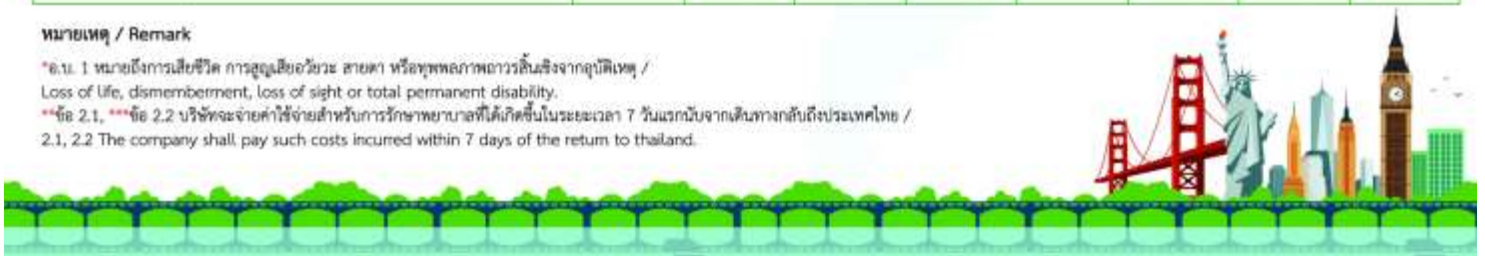 หมายเหตุ / Remark
*อ.บ. 1 หมายถึงการเสียชีวิต การสูญเสียอวัยวะ สายตา หรือทุพพลภาพถาวรสิ้นเชิงจากอุบัติเหตุ /
Loss of life, dismemberment, loss of sight or total permanent disability.
**ข้อ 2.1, ***ข้อ 2.2 บริษัทจะจ่ายค่าใช้จ่ายสำหรับการรักษาพยาบาลที่ได้เกิดขึ้นในระยะเวลา 7 วันแรกนับจากเดินทางกลับถึงประเทศไทย /
2.1, 2.2 The company shall pay such costs incurred within 7 days of the return to thailand.